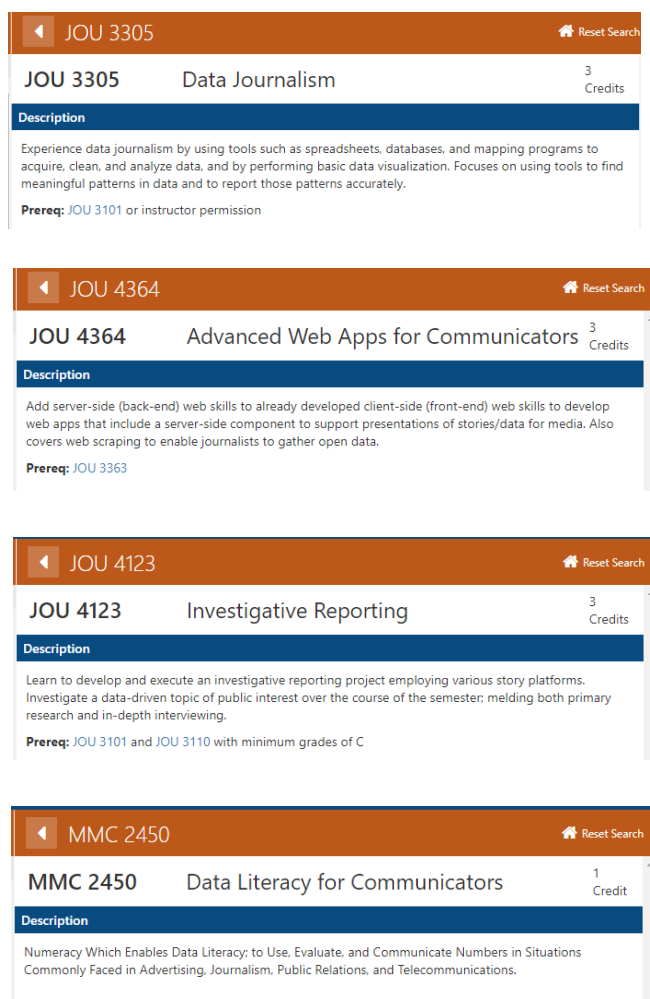 JOU 3305
Reset Search
JOU 3305 Data Journalism 3 Credits
Description
Experience data journalism by using tools such as spreadsheets, databases, and mapping programs to
acquire, clean, and analyze data, and by performing basic data visualization. Focuses on using tools to find
meaningful patterns in data and to report those patterns accurately.
Prereq: JOU 3101 or instructor permission
JOU 4364
Reset Search
JOU 4364 Advanced Web Apps for Communicators 3 Credits
Description
Add server-side (back-end) web skills to already developed client-side (front-end) web skills to develop
web apps that include a server-side component to support presentations of stories/data for media. Also
covers web scraping to enable journalists to gather open data.
Prereq: JOU 3363
JOU 4123
Reset Search
JOU 4123 Investigative Reporting 3 Credits
Description
Learn to develop and execute an investigative reporting project employing various story platforms.
Investigate a data-driven topic of public interest over the course of the semester; melding both primary
research and in-depth interviewing.
Prereq: JOU 3101 and JOU 3110 with minimum grades of C
MMC 2450
Reset Search
MMC 2450 Data Literacy for Communicators 1 Credit
Description
Numeracy Which Enables Data Literacy; to Use, Evaluate, and Communicate Numbers in Situations
Commonly Faced in Advertising, Journalism, Public Relations, and Telecommunications.